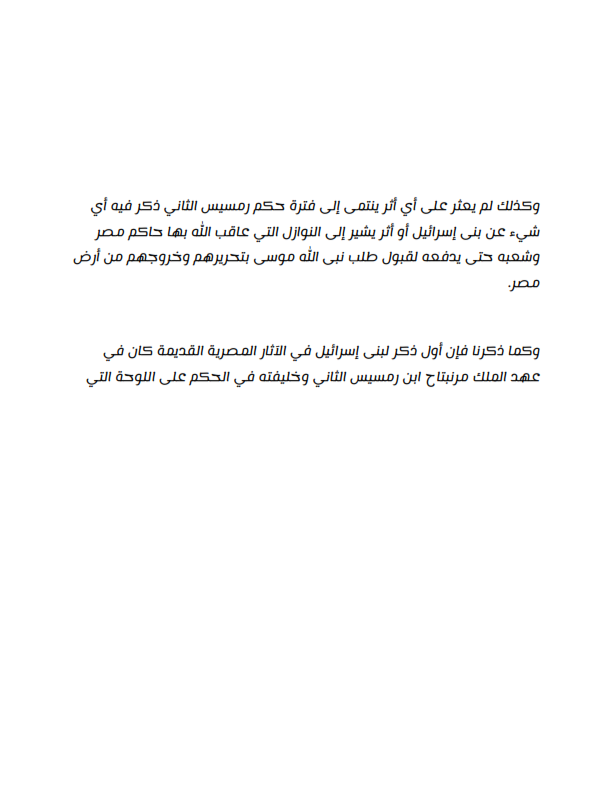 وكذلك لم يعثر على أي أثر ينتمى إلى فترة حكم رمسيس الثاني ذكر فيه أي
شيء عن بنى إسرائيل أو أثر يشير إلى النوازل التي عاقب الله بها حاكم مصر
وشعبه حتى يدفعه لقبول طلب نبى الله موسى بتحريرهم وخروجهم من أرض
مصر.
وكما ذكرنا فإن أول ذكر لبنى إسرائيل في الآثار المصرية القديمة كان في
عهد الملك مرنبتاح ابن رمسيس الثاني وخليفته في الحكم على اللوحة التي